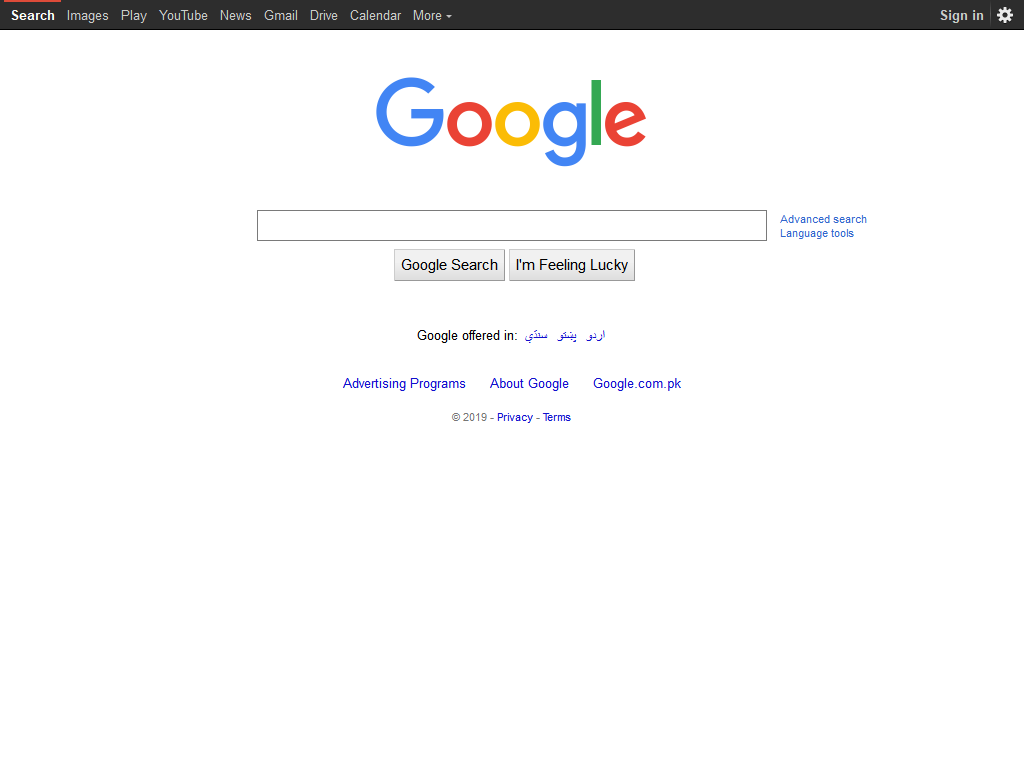 Search Images Play YouTube News Gmail Drive Calendar More Sign in
Google
Advanced search
Language tools
Google Search I'm Feeling Lucky
Google offered in: اردو پښتو سنڌي
Advertising Programs About Google Google.com.pk
© 2019 - Privacy - Terms